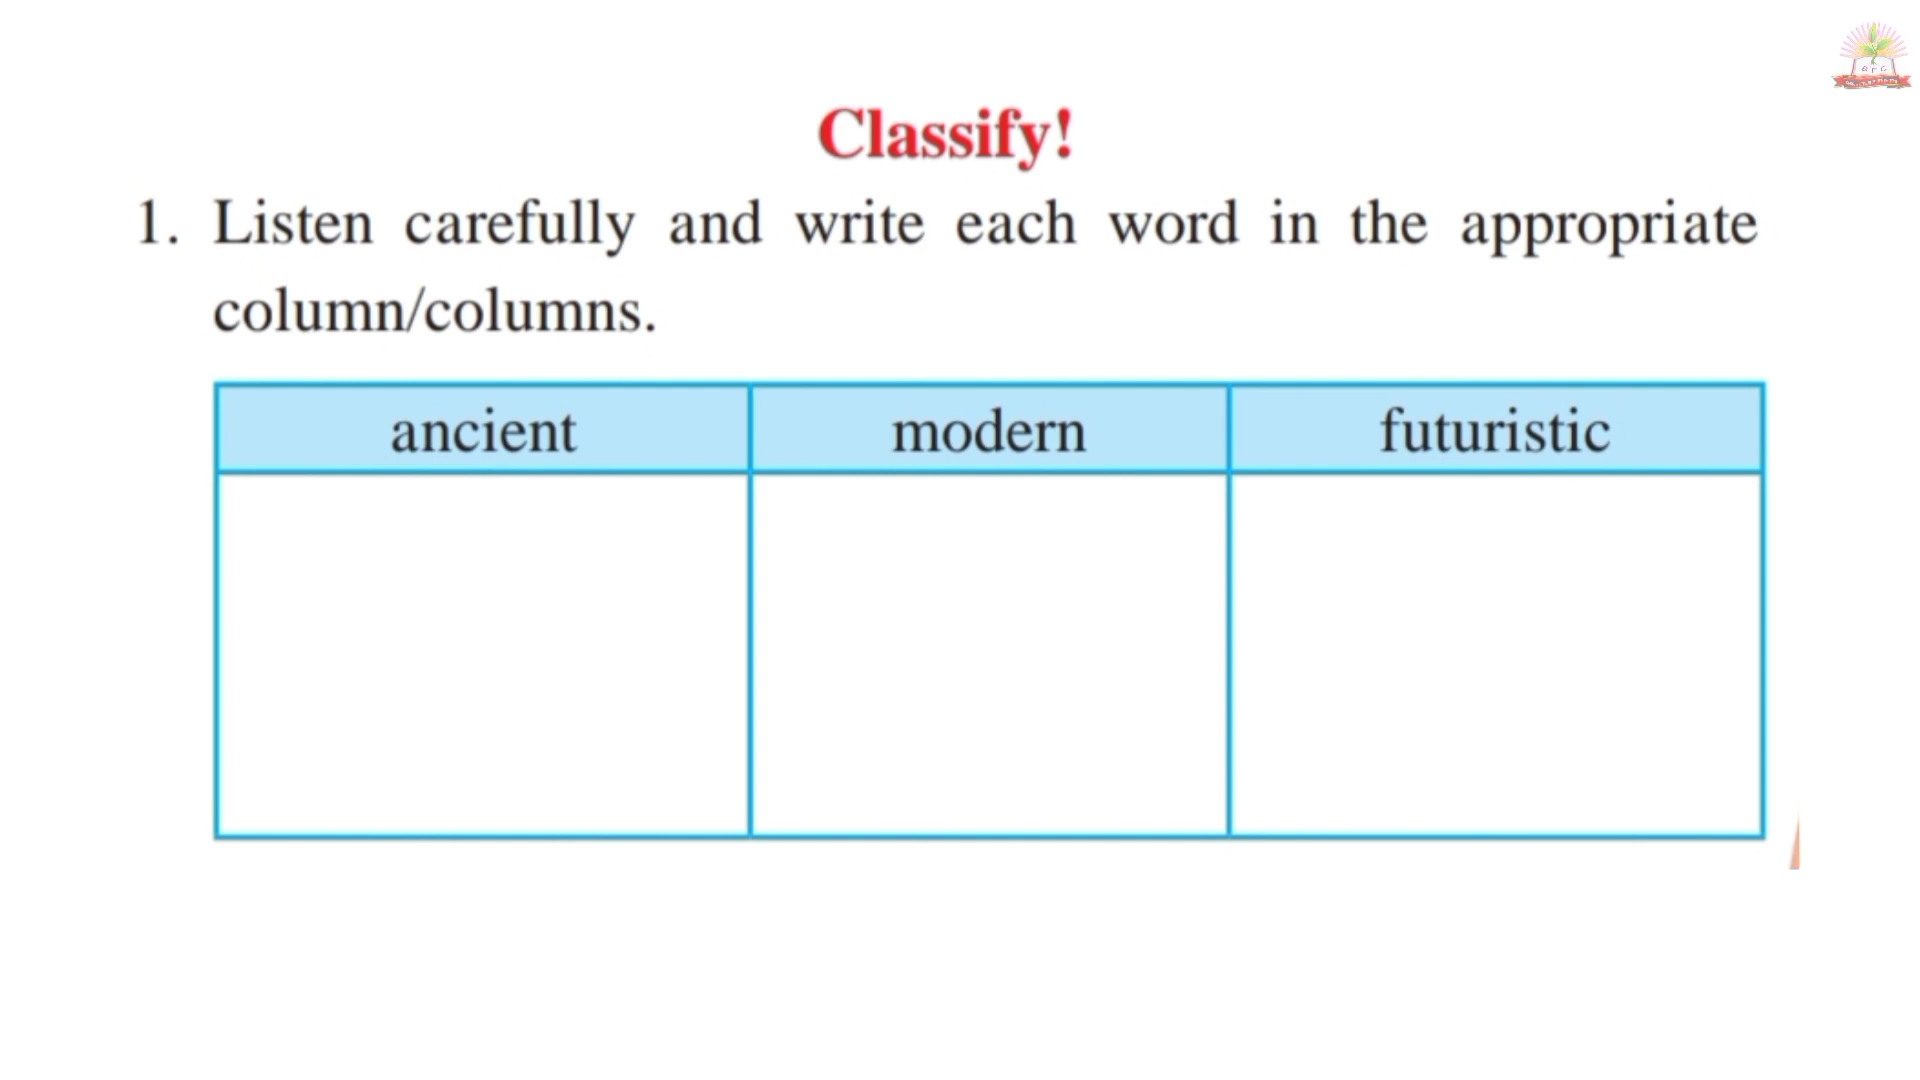 Classify!
1. Listen carefully and write each word in the appropriate
column/columns.
ancient modern futuristic